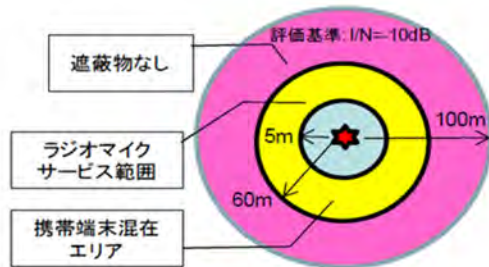 評価基準:I/N=-10dB
遮蔽物なし
ラジオマイク
サービス範囲
携帯端末混在
エリア
5m
60m
100m